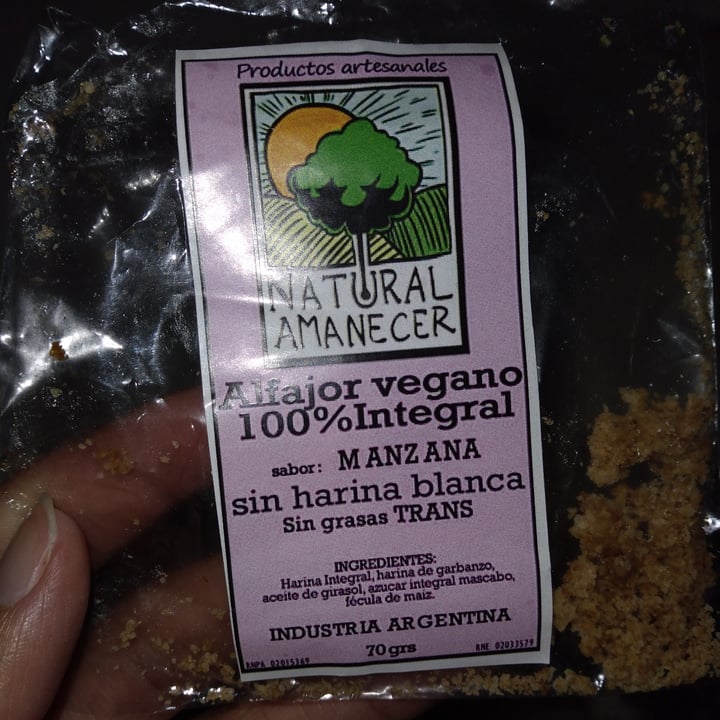 Productos artesanales
NATURAL
AMANECER
Alfajor vegano
100%Integral
sabor: MANZANA
sin harina blanca
Sin grasas TRANS
INGREDIENTES:
Harina Integral, harina de garbanzo,
aceite de girasol, azucar integral mascabo,
fécula de maiz.
INDUSTRIA ARGENTINA
70 grs
RNPA 02015369
RNE 02033579